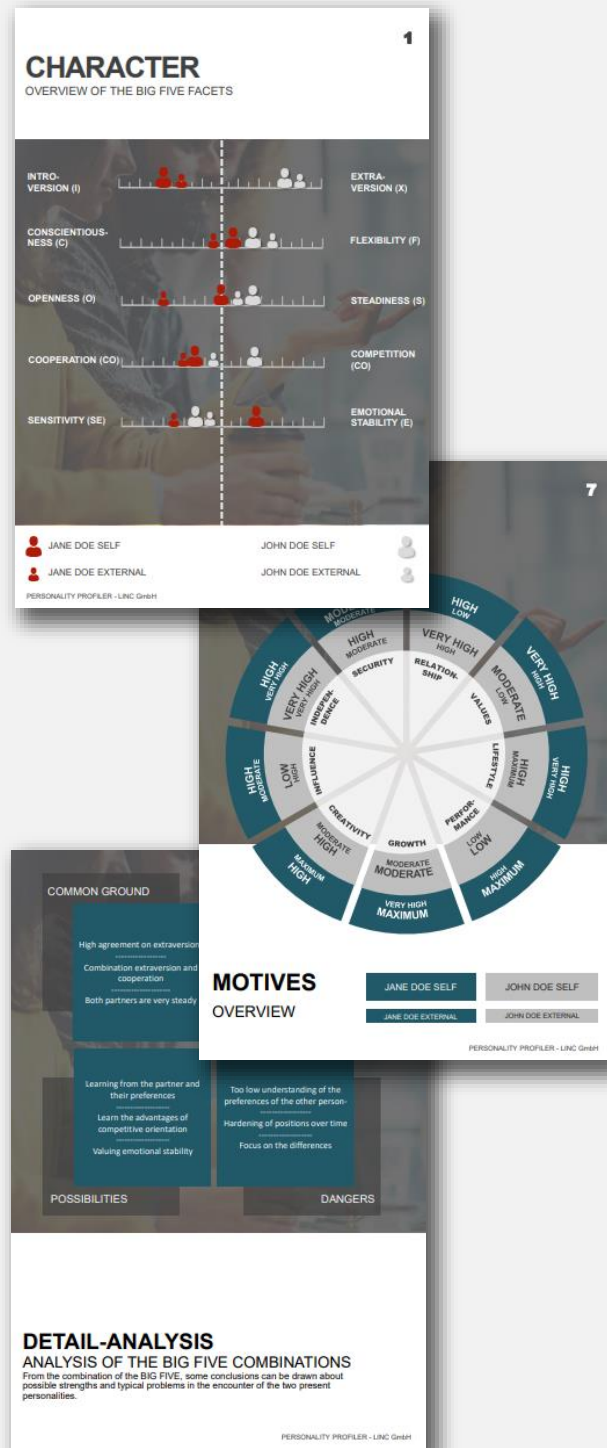 1
CHARACTER
OVERVIEW OF THE BIG FIVE FACETS
INTRO-
VERSION (I)
EXTRA-
VERSION (X)
CONSCIENTIOUS-
NESS (C)
FLEXIBILITY (F)
OPENNESS (O)
STEADINESS (S)
COOPERATION (CO)
COMPETITION
(CO)
SENSITIVITY (SE)
EMOTIONAL
STABILITY (E)
JANE DOE SELF
JOHN DOE SELF
JANE DOE EXTERNAL
JOHN DOE EXTERNAL
PERSONALITY PROFILER - LINC GmbH
7
MODERATE
HIGH
LOW
VERY HIGH
HIGH
HIGH
VERY HIGH
HIGH
MAXIMUM
VERY HIGH
MAXIMUM
MAXIMUM
HIGH
HIGH
MODERATE
HIGH
VERY HIGH
HIGH
MODERATE
VERY HIGH
HIGH
MODERATE
LOW
HIGH
MAXIMUM
LOW
LOW
MODERATE
MODERATE
MODERATE
HIGH
HIGH
LOW
VERY HIGH
VERY HIGH
SECURITY
RELATION-
SHIP
VALUES
LIFESTYLE
PERFOR-
MANCE
GROWTH
CREATIVITY
INFLUENCE
INDEPEN-
DENCE
MOTIVES
OVERVIEW
JANE DOE SELF
JOHN DOE SELF
JANE DOE EXTERNAL
JOHN DOE EXTERNAL
PERSONALITY PROFILER - LINC GmbH
COMMON GROUND
High agreement on extraversion
Combination extraversion and
cooperation
Both partners are very steady
Learning from the partner and
their preferences
Learn the advantages of
competitive orientation
Valuing emotional stability
Too low understanding of the
preferences of the other person-
Hardening of positions over time
Focus on the differences
POSSIBILITIES
DANGERS
DETAIL-ANALYSIS
ANALYSIS OF THE BIG FIVE COMBINATIONS
From the combination of the BIG FIVE, some conclusions can be drawn about
possible strengths and typical problems in the encounter of the two present
personalities.
PERSONALITY PROFILER - LINC GmbH